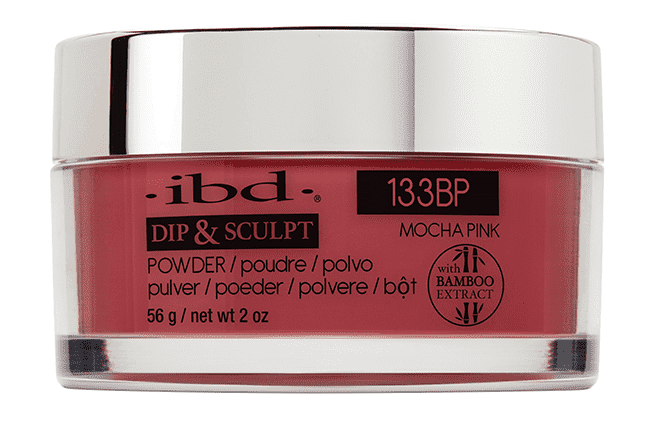 ·ibd·®
133BP
DIP & SCULPT
MOCHA PINK
POWDER / poudre / polvo
pulver / poeder / polvere / bột
56 g / net wt 2 oz
with
BAMBOO
EXTRACT